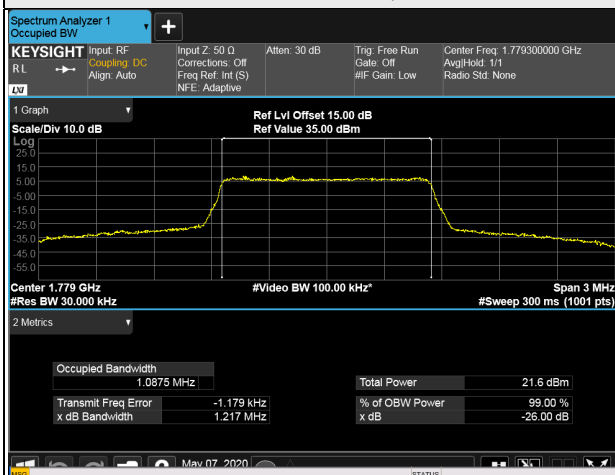 Spectrum Analyzer 1
Occupied BW
KEYSIGHT Input: RF Input Z: 50 Ω Atten: 30 dB Trig: Free Run Center Freq: 1.779300000 GHz
RL Coupling: DC Corrections: Off Gate: Off Avg|Hold: 1/1
Align: Auto Freq Ref: Int (S) #IF Gain: Low Radio Std: None
LXI NFE: Adaptive
1 Graph Ref Lvl Offset 15.00 dB
Scale/Div 10.0 dB Ref Value 35.00 dBm
Log
25.0
15.0
5.00
-5.00
-15.0
-25.0
-35.0
-45.0
-55.0
Center 1.779 GHz #Video BW 100.00 kHz* Span 3 MHz
#Res BW 30.000 kHz #Sweep 300 ms (1001 pts)
2 Metrics
Occupied Bandwidth
1.0875 MHz Total Power 21.6 dBm
Transmit Freq Error -1.179 kHz % of OBW Power 99.00 %
x dB Bandwidth 1.217 MHz x dB -26.00 dB
May 07, 2020
MSG STATUS